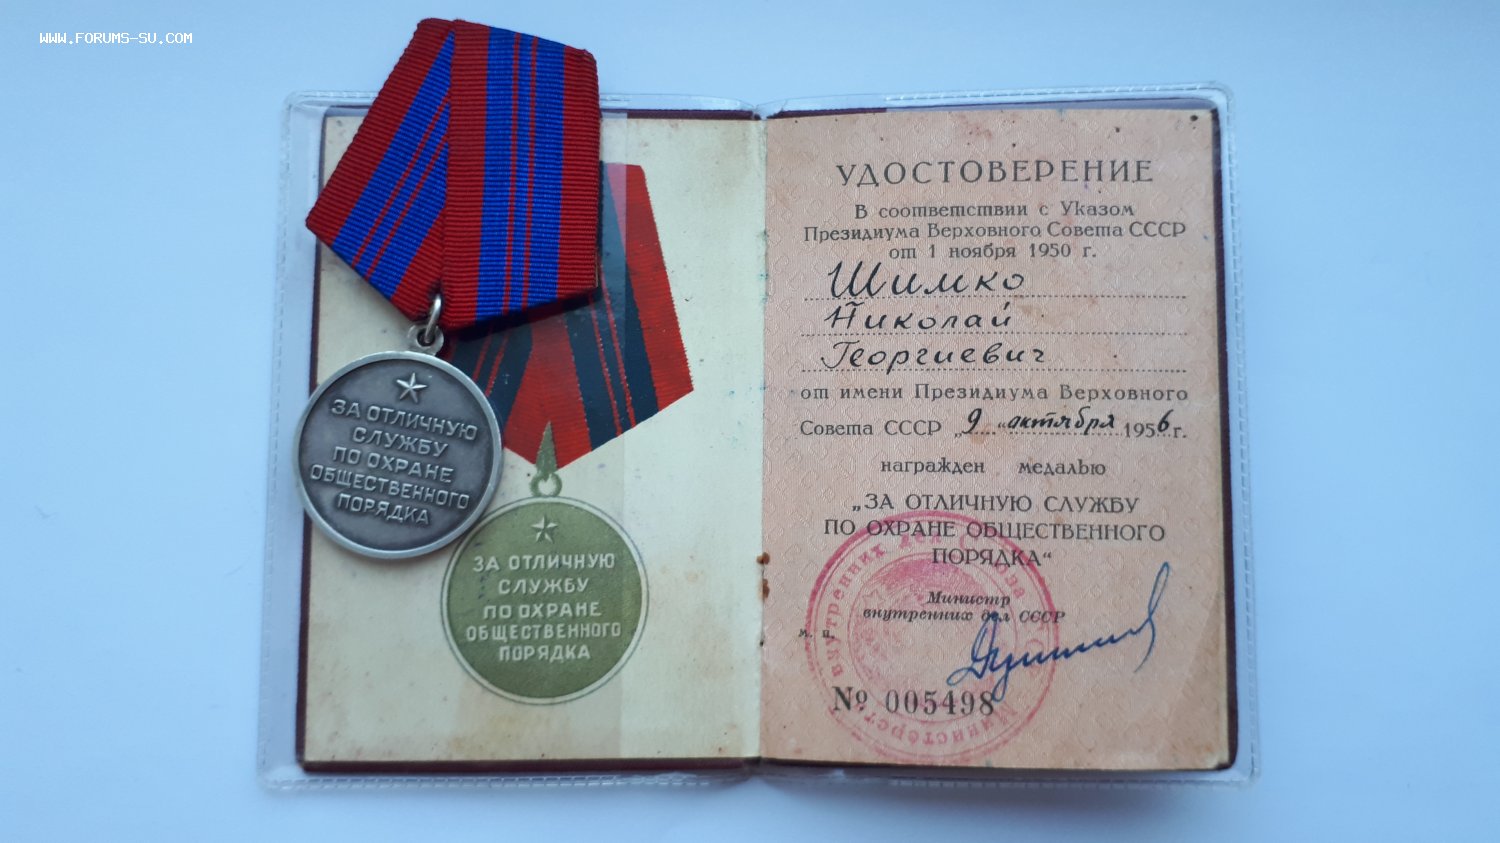 WWW.FORUMS-SU.COM
ЗА ОТЛИЧНУЮ
СЛУЖБУ
ПО ОХРАНЕ
ОБЩЕСТВЕННОГО
ПОРЯДКА
ЗА ОТЛИЧНУЮ
СЛУЖБУ
ПО ОХРАНЕ
ОБЩЕСТВЕННОГО
ПОРЯДКА
УДОСТОВЕРЕНИЕ
В соответствии с Указом
Президиума Верховного Совета СССР
от 1 ноября 1950 г.
Шимко
Николай
Георгиевич
от имени Президиума Верховного
Совета СССР „9 “ октября 1956 г.
награжден медалью
„ЗА ОТЛИЧНУЮ СЛУЖБУ
ПО ОХРАНЕ ОБЩЕСТВЕННОГО
ПОРЯДКА“
Министр
внутренних дел СССР
м. п.
№ 005498